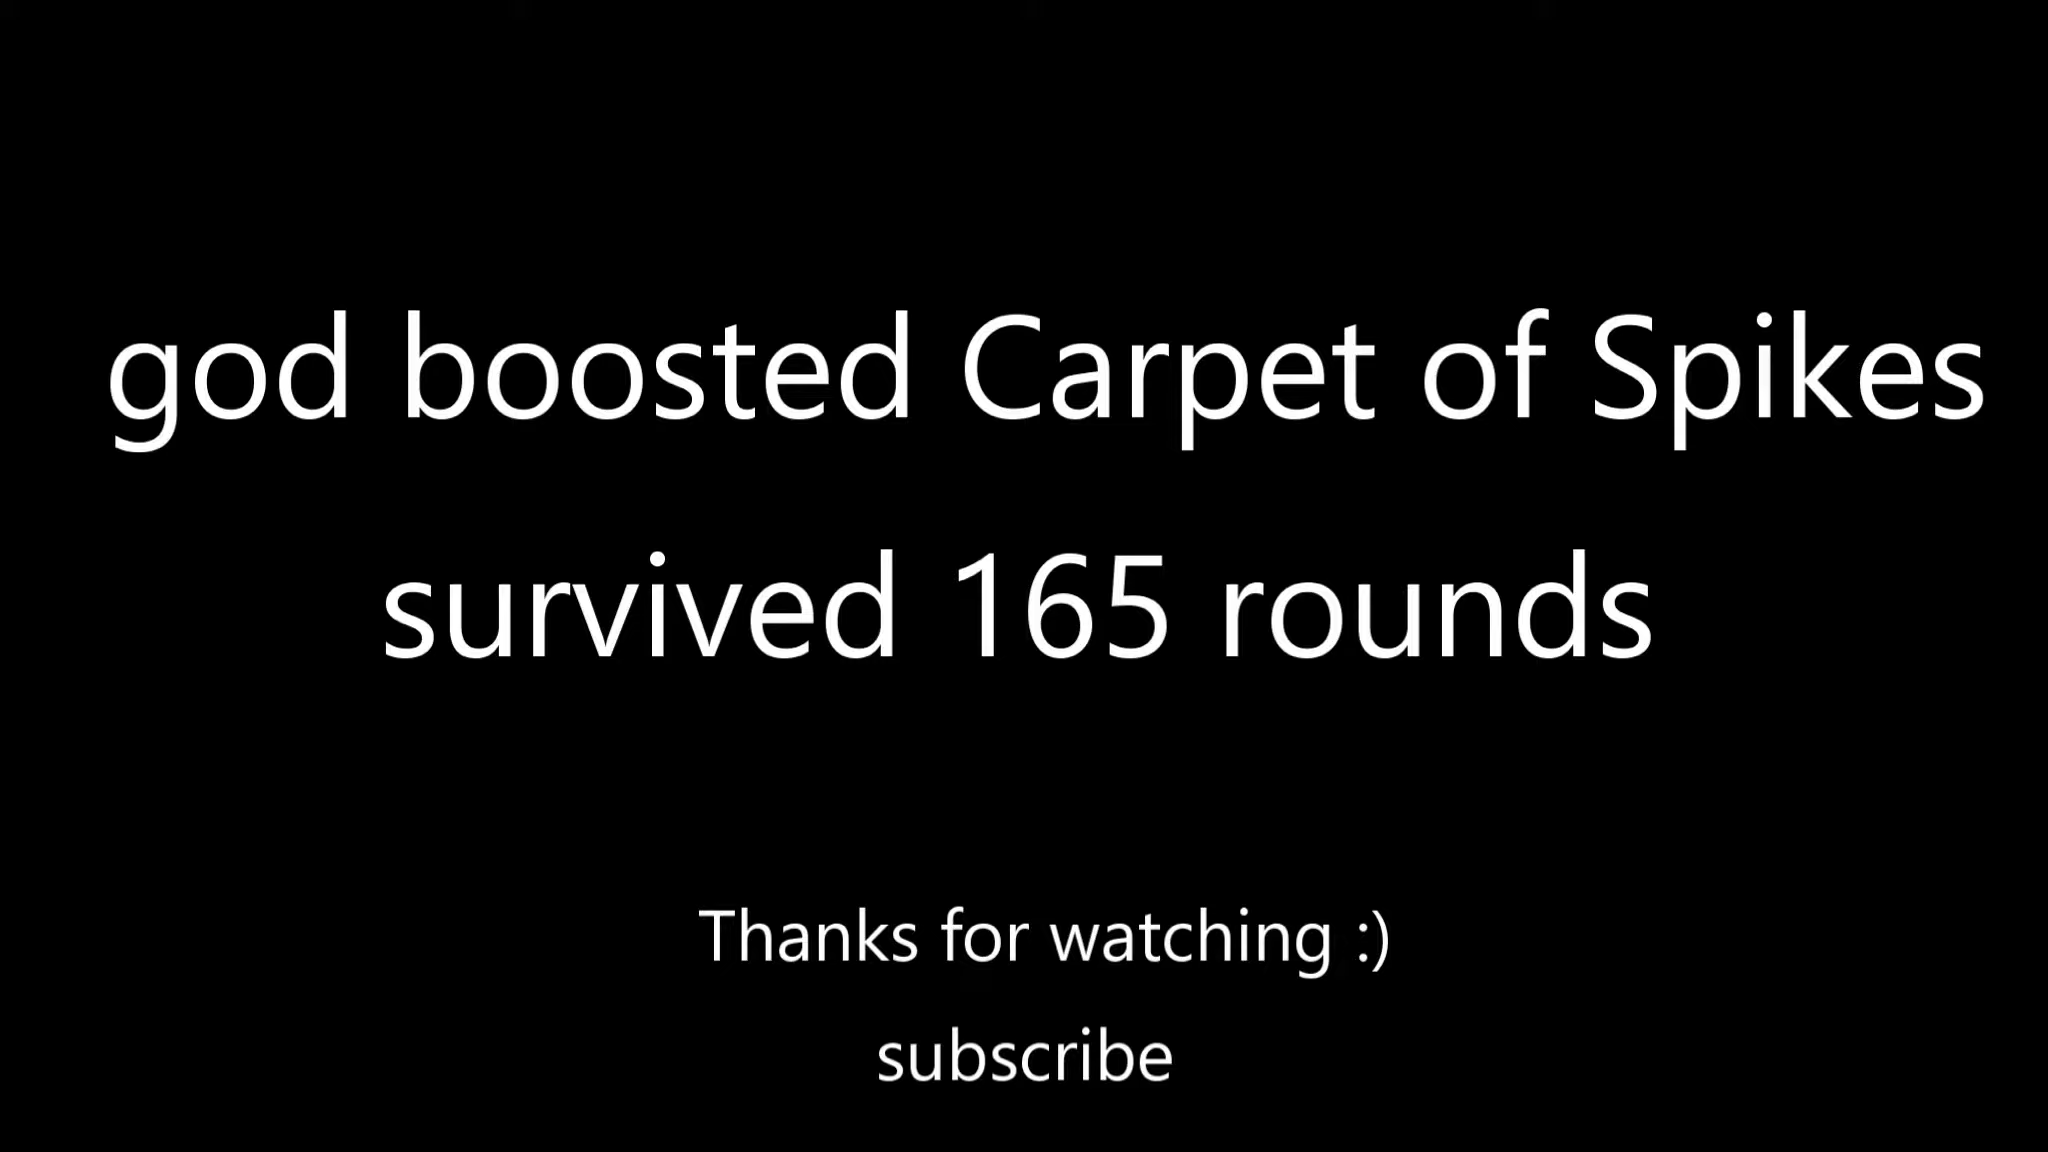 god boosted Carpet of Spikes
survived 165 rounds
Thanks for watching :)
subscribe